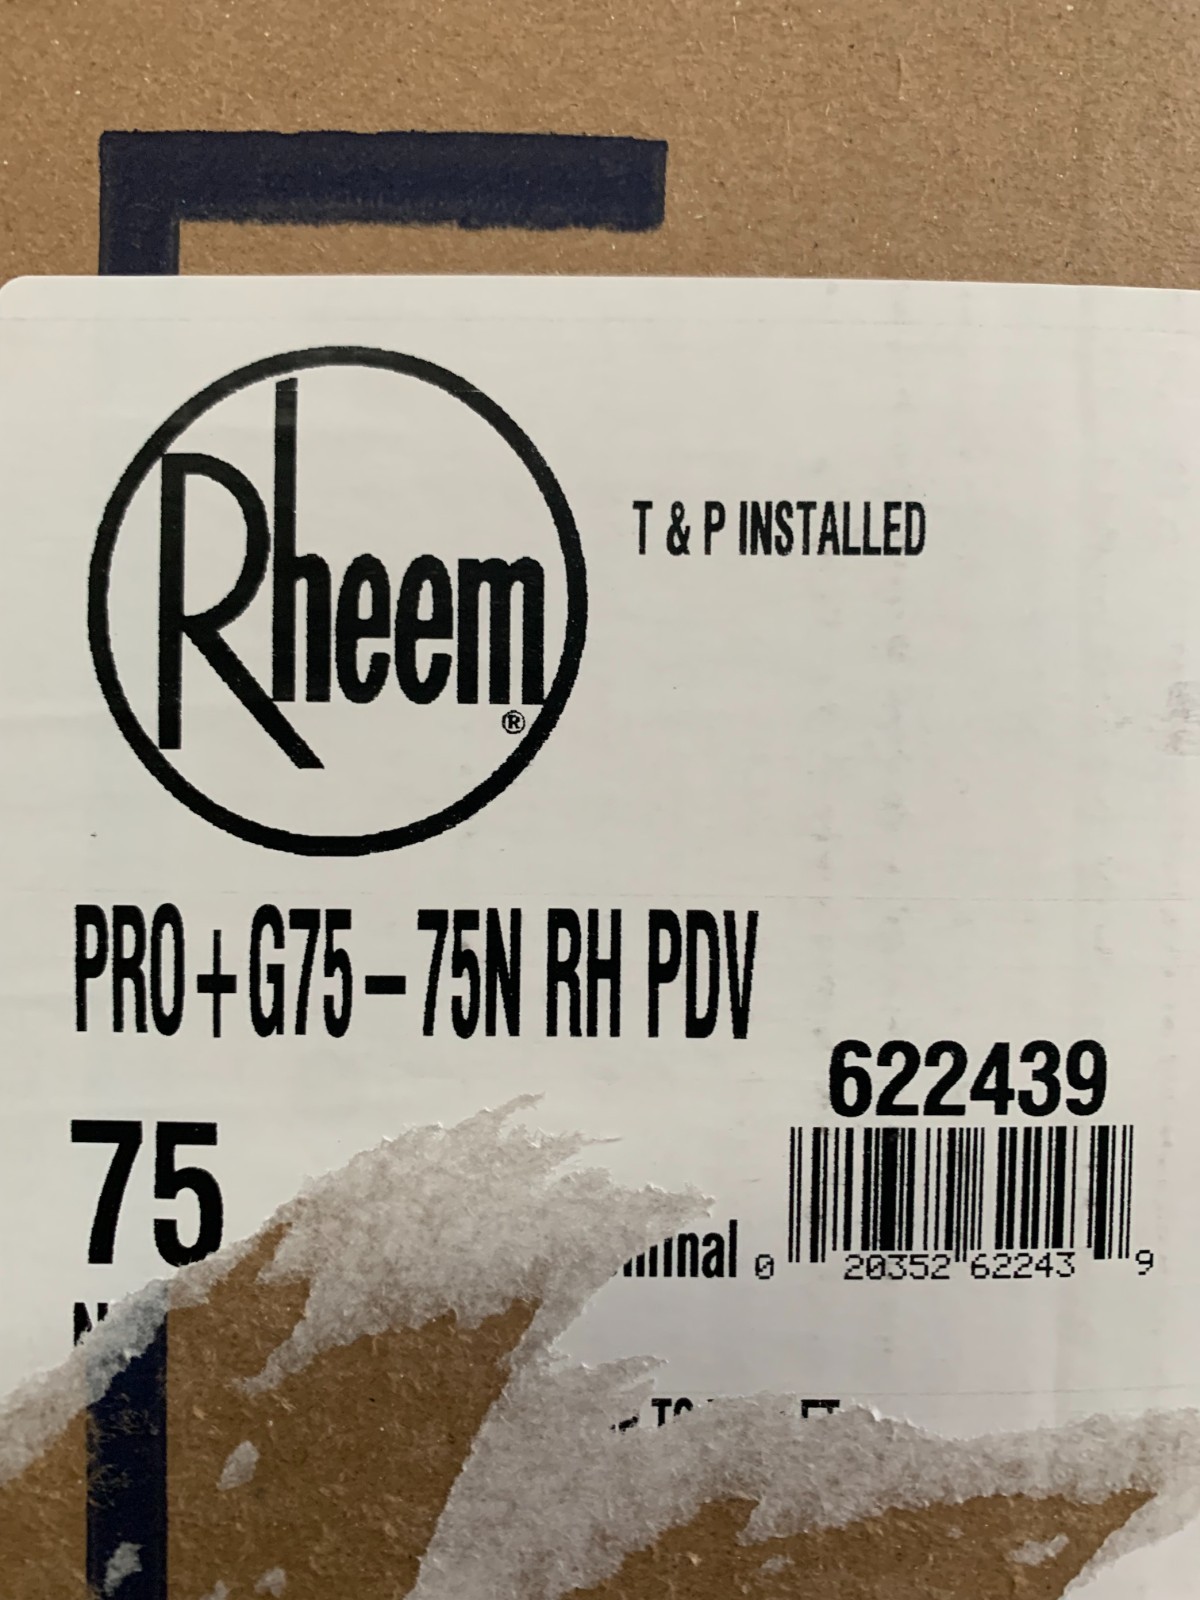 Rheem®
T & P INSTALLED
PRO+G75-75N RH PDV
622439
75
0 20352 62243 9